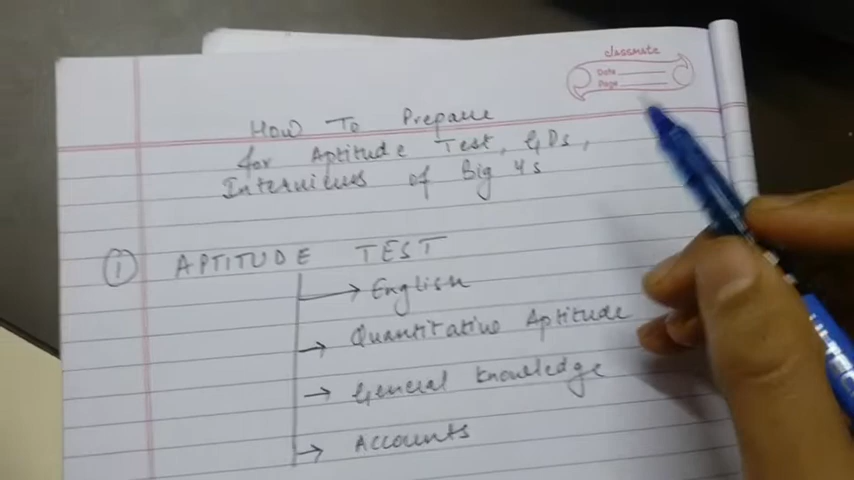 classmate
Date
Page
How To Prepare
for Aptitude Test, GDs,
Interviews of Big 4s
1 APTITUDE TEST
English
Quantitative Aptitude
General Knowledge
Accounts